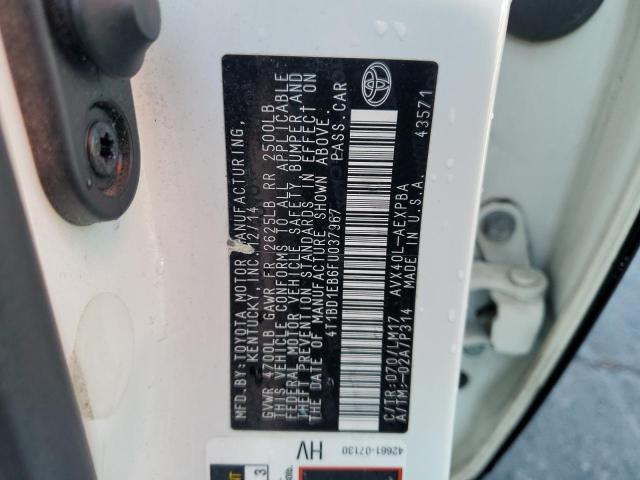 MFD. BY: TOYOTA MOTOR MANUFACTURING,
KENTUCKY, INC. 12/14
GVWR 4700LB GAWR FR 2625LB RR 2500LB
THIS VEHICLE CONFORMS TO ALL APPLICABLE
FEDERAL MOTOR VEHICLE SAFETY, BUMPER, AND
THEFT PREVENTION STANDARDS IN EFFECT ON
THE DATE OF MANUFACTURE SHOWN ABOVE.
4T1BD1EB6FU037967 PASS. CAR
C/TR: 070/LM17 AVX40L-AEXPBA
A/TM: -02A/P314 MADE IN U.S.A. 43571
HV
42661-07130
3